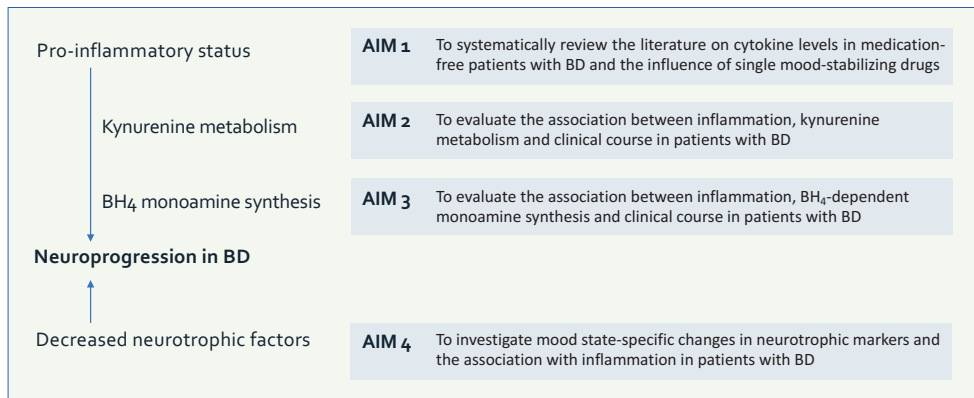 Pro-inflammatory status
AIM 1 To systematically review the literature on cytokine levels in medication-
free patients with BD and the influence of single mood-stabilizing drugs
Kynurenine metabolism
AIM 2 To evaluate the association between inflammation, kynurenine
metabolism and clinical course in patients with BD
BH4 monoamine synthesis
AIM 3 To evaluate the association between inflammation, BH₄-dependent
monoamine synthesis and clinical course in patients with BD
Neuroprogression in BD
Decreased neurotrophic factors
AIM 4 To investigate mood state-specific changes in neurotrophic markers and
the association with inflammation in patients with BD